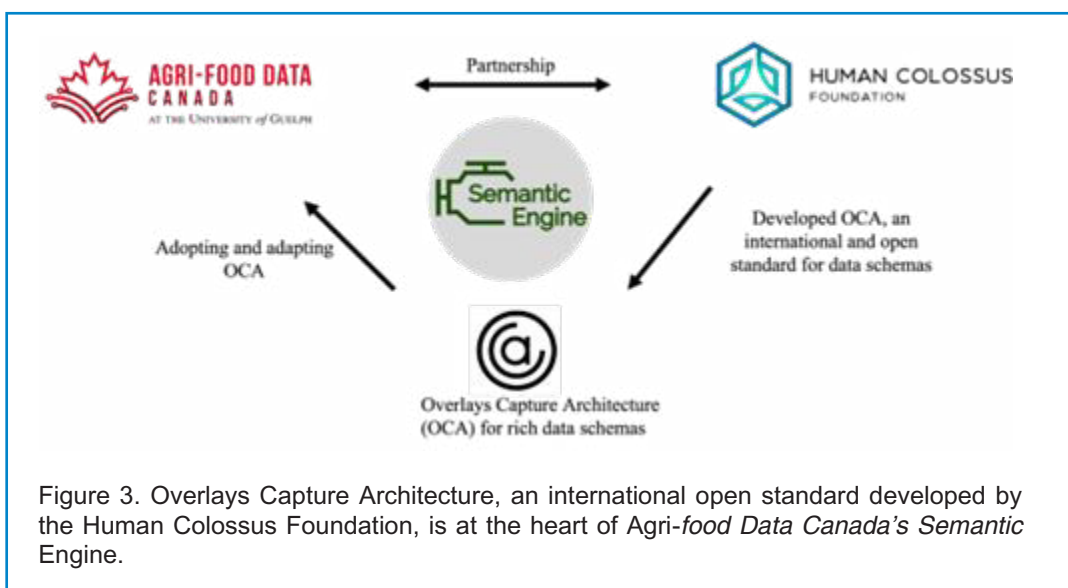 Partnership
AGRI-FOOD DATA
CANADA
AT THE UNIVERSITY of GUELPH
HUMAN COLOSSUS
FOUNDATION
Semantic
Engine
Adopting and adapting
OCA
Developed OCA, an
international and open
standard for data schemas
Overlays Capture Architecture
(OCA) for rich data schemas
Figure 3. Overlays Capture Architecture, an international open standard developed by
the Human Colossus Foundation, is at the heart of Agri-food Data Canada's Semantic
Engine.